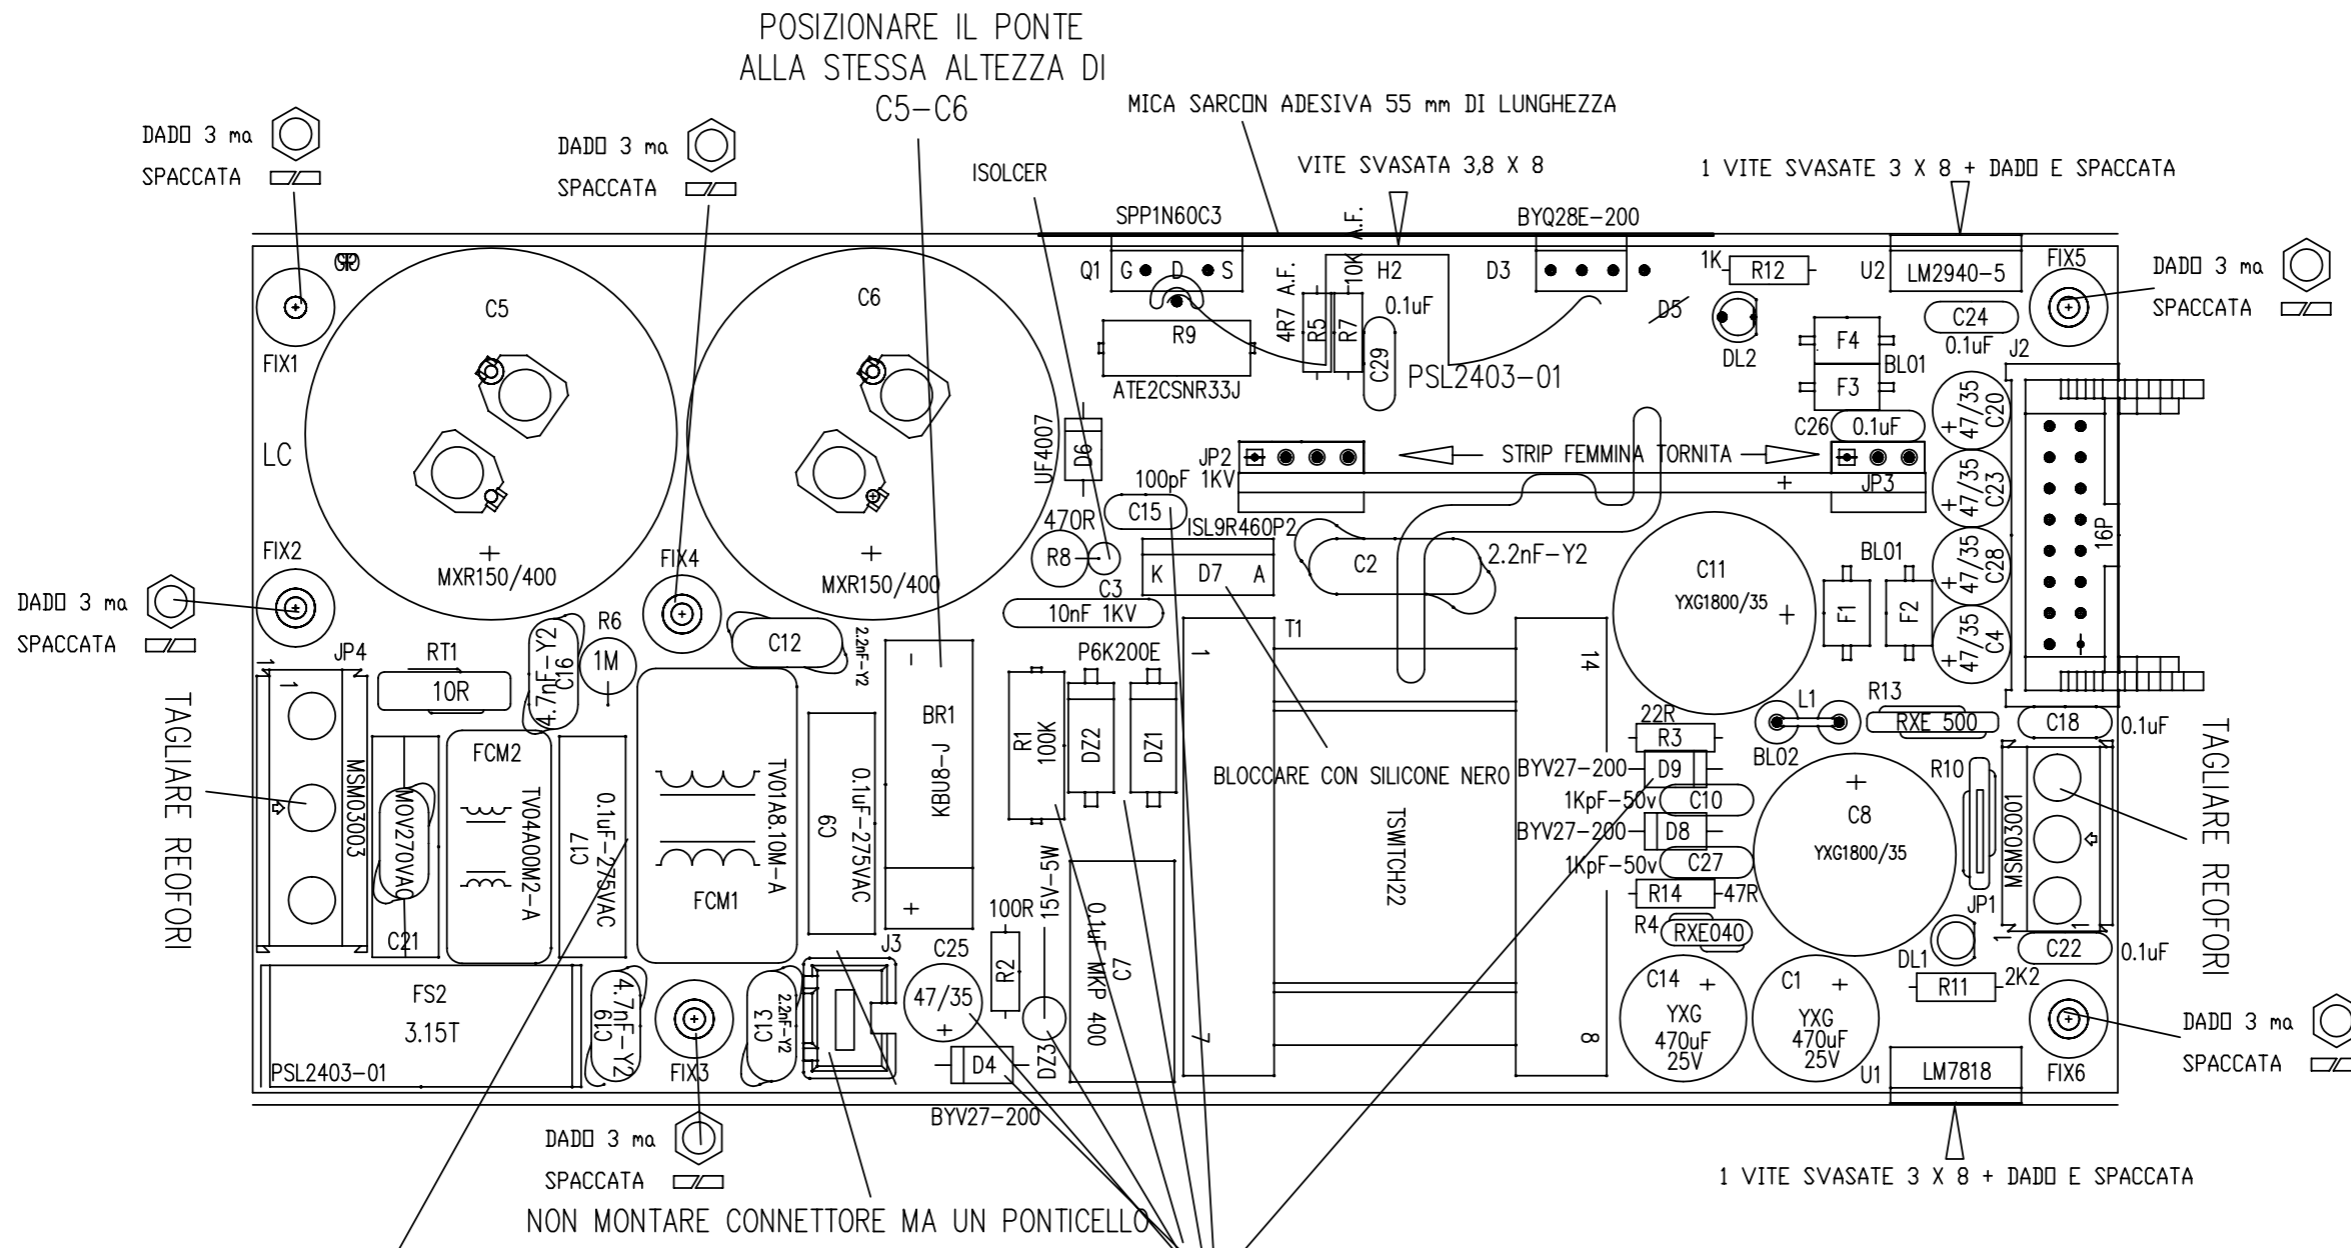 POSIZIONARE IL PONTE
ALLA STESSA ALTEZZA DI
C5-C6
MICA SARCON ADESIVA 55 mm DI LUNGHEZZA
DADO 3 ma
SPACCATA
DADO 3 ma
SPACCATA
ISOLCER
VITE SVASATA 3,8 X 8
1 VITE SVASATE 3 X 8 + DADO E SPACCATA
SPP1N60C3
A.F.
BYQ28E-200
Q1
G
D
S
4R7 A.F.
10K
H2
D3
1K
R12
U2
LM2940-5
FIX5
DADO 3 ma
SPACCATA
C5
C6
R9
R5
R7
0.1uF
C29
D5
DL2
F4
F3
BL01
C24
0.1uF
J2
FIX1
ATE2CSNR33J
PSL2403-01
47/35
C20
LC
UF4007
D6
JP2
1KV
STRIP FEMMINA TORNITA
C26
0.1uF
JP3
100pF
C15
47/35
C23
470R
R8
C3
10nF 1KV
ISL9R460P2
K
D7
A
C2
2.2nF-Y2
C11
YXG1800/35
BL01
F1
F2
47/35
C28
47/35
C4
16P
FIX2
MXR150/400
FIX4
MXR150/400
DADO 3 ma
SPACCATA
JP4
1
1
RT1
10R
4.7nF-Y2
C16
R6
1M
C12
2.2nF-Y2
P6K200E
T1
1
14
7
8
TAGLIARE REOFORI
MSM03003
MOV270VAC
C21
FCM2
TV04A00M2-A
0.1uF-275VAC
C17
FCM1
TV01A8.10M-A
0.1uF-275VAC
C9
-
BR1
KBU8-J
+
R1
100K
DZ2
DZ1
BLOCCARE CON SILICONE NERO
TSWITCH22
22R
R3
BYV27-200
D9
1KpF-50v
C10
BYV27-200
D8
1KpF-50v
C27
R14
47R
R4
RXE040
L1
BL02
R13
RXE 500
C18
0.1uF
R10
C8
YXG1800/35
MSM03001
JP1
1
1
DL1
C22
0.1uF
R11
2K2
TAGLIARE REOFORI
FS2
3.15T
PSL2403-01
4.7nF-Y2
C19
FIX3
2.2nF-Y2
C13
J3
C25
47/35
100R
R2
15V-5W
DZ3
D4
BYV27-200
0.1uF MKP 400
C7
C14
YXG
470uF
25V
C1
YXG
470uF
25V
U1
LM7818
FIX6
DADO 3 ma
SPACCATA
DADO 3 ma
SPACCATA
1 VITE SVASATE 3 X 8 + DADO E SPACCATA
NON MONTARE CONNETTORE MA UN PONTICELLO